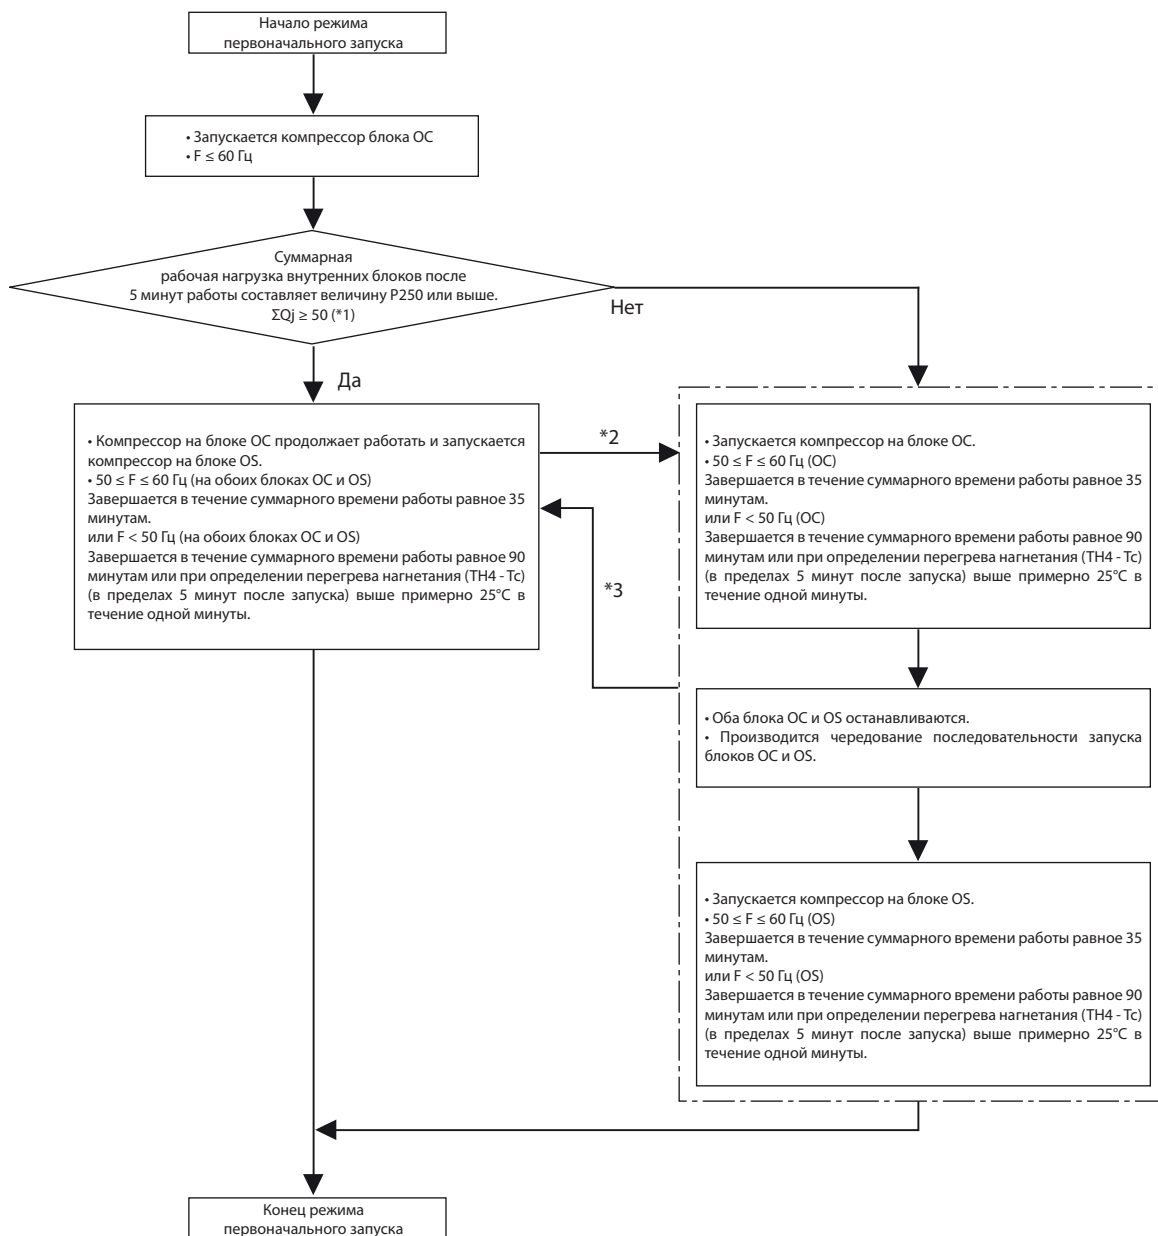 Начало режима
первоначального запуска
• Запускается компрессор блока ОС
• F ≤ 60 Гц
Суммарная
рабочая нагрузка внутренних блоков после
5 минут работы составляет величину P250 или выше.
ΣQj ≥ 50 (*1)
Нет
Да
• Компрессор на блоке ОС продолжает работать и запускается
компрессор на блоке OS.
• 50 ≤ F ≤ 60 Гц (на обоих блоках ОС и OS)
Завершается в течение суммарного времени работы равное 35
минутам.
или F < 50 Гц (на обоих блоках ОС и OS)
Завершается в течение суммарного времени работы равное 90
минутам или при определении перегрева нагнетания (TH4 - Tc)
(в пределах 5 минут после запуска) выше примерно 25°C в
течение одной минуты.
*2
*3
• Запускается компрессор на блоке ОС.
• 50 ≤ F ≤ 60 Гц (ОС)
Завершается в течение суммарного времени работы равное 35
минутам.
или F < 50 Гц (ОС)
Завершается в течение суммарного времени работы равное 90
минутам или при определении перегрева нагнетания (TH4 - Tc)
(в пределах 5 минут после запуска) выше примерно 25°C в
течение одной минуты.
• Оба блока ОС и OS останавливаются.
• Производится чередование последовательности запуска
блоков ОС и OS.
• Запускается компрессор на блоке OS.
• 50 ≤ F ≤ 60 Гц (OS)
Завершается в течение суммарного времени работы равное 35
минутам.
или F < 50 Гц (OS)
Завершается в течение суммарного времени работы равное 90
минутам или при определении перегрева нагнетания (TH4 - Tc)
(в пределах 5 минут после запуска) выше примерно 25°C в
течение одной минуты.
Конец режима
первоначального запуска